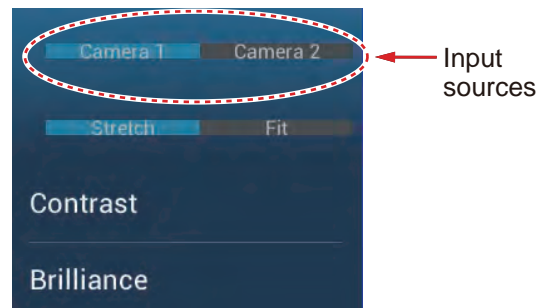 Camera 1 Camera 2
Input
sources
Stretch Fit
Contrast
Brilliance